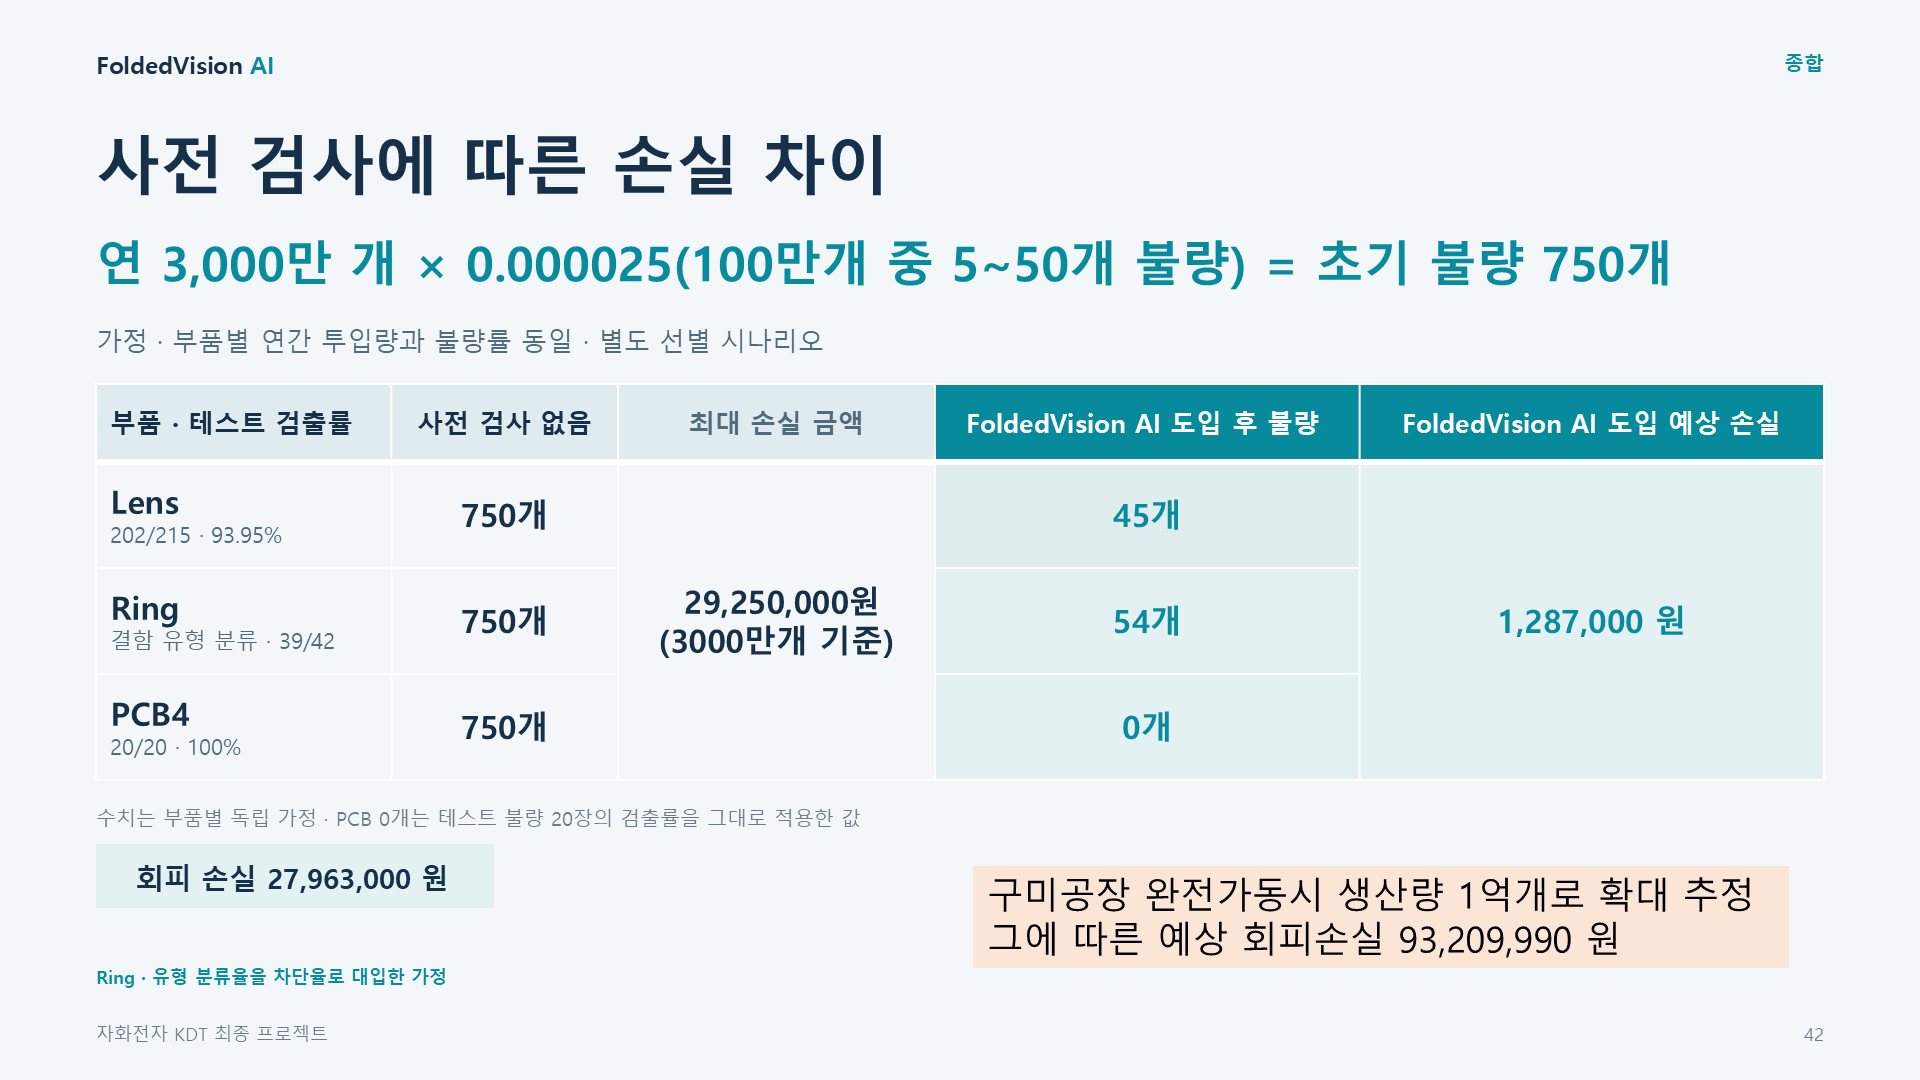 FoldedVision AI
종합
사전 검사에 따른 손실 차이
연 3,000만 개 × 0.000025(100만개 중 5~50개 불량) = 초기 불량 750개
가정 · 부품별 연간 투입량과 불량률 동일 · 별도 선별 시나리오
부품 · 테스트 검출률
사전 검사 없음
최대 손실 금액
FoldedVision AI 도입 후 불량
FoldedVision AI 도입 예상 손실
Lens
202/215 · 93.95%
750개
29,250,000원
(3000만개 기준)
45개
1,287,000 원
Ring
결함 유형 분류 · 39/42
750개
54개
PCB4
20/20 · 100%
750개
0개
수치는 부품별 독립 가정 · PCB 0개는 테스트 불량 20장의 검출률을 그대로 적용한 값
회피 손실 27,963,000 원
구미공장 완전가동시 생산량 1억개로 확대 추정
그에 따른 예상 회피손실 93,209,990 원
Ring · 유형 분류율을 차단율로 대입한 가정
자화전자 KDT 최종 프로젝트
42